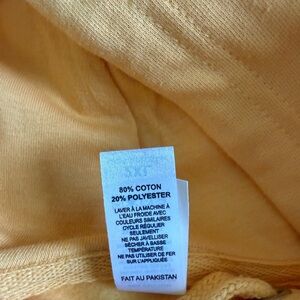 80% COTON
20% POLYESTER
LAVER À LA MACHINE À
L'EAU FROIDE AVEC
COULEURS SIMILAIRES
CYCLE RÉGULIER
SEULEMENT
NE PAS JAVELLISER
SÉCHER À BASSE
TEMPÉRATURE
NE PAS UTILISER DE FER
SUR L'APPLIQUÉE
FAIT AU PAKISTAN